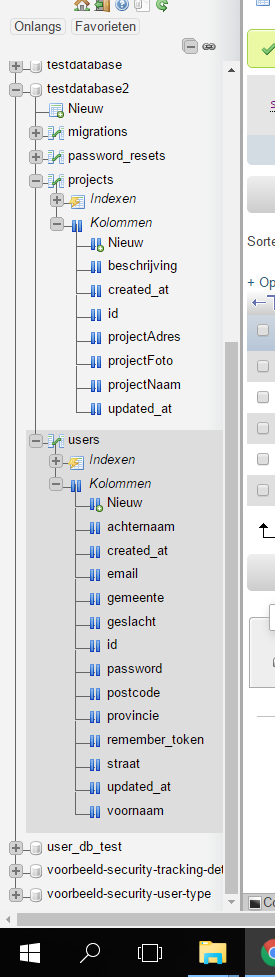 Onlangs Favorieten
testdatabase
testdatabase2
Nieuw
migrations
password_resets
projects
Indexen
Kolommen
Nieuw
beschrijving
created_at
id
projectAdres
projectFoto
projectNaam
updated_at
users
Indexen
Kolommen
Nieuw
achternaam
created_at
email
gemeente
geslacht
id
password
postcode
provincie
remember_token
straat
updated_at
voornaam
user_db_test
voorbeeld-security-tracking-det
voorbeeld-security-user-type
Sorte
+ Op
Co